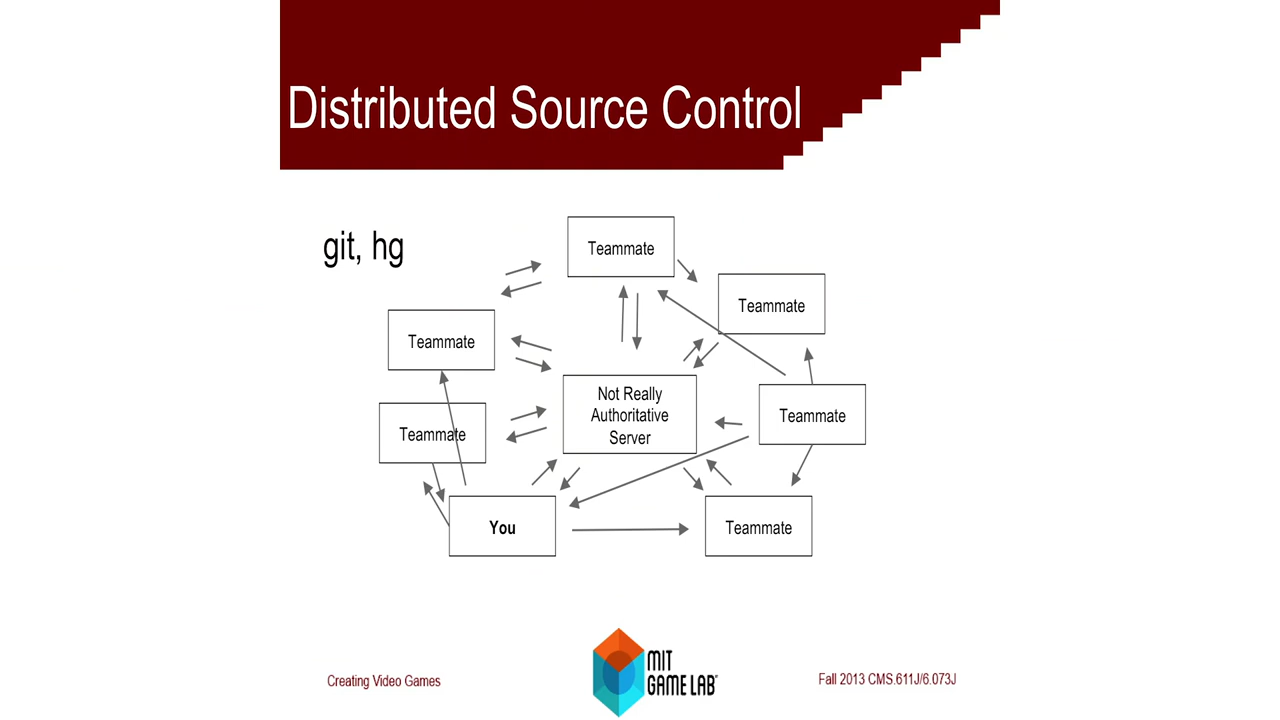 Distributed Source Control
git, hg
Teammate
Teammate
Teammate
Not Really
Authoritative
Server
Teammate
Teammate
You
Teammate
MIT
GAME LAB
Creating Video Games
Fall 2013 CMS.611J/6.073J